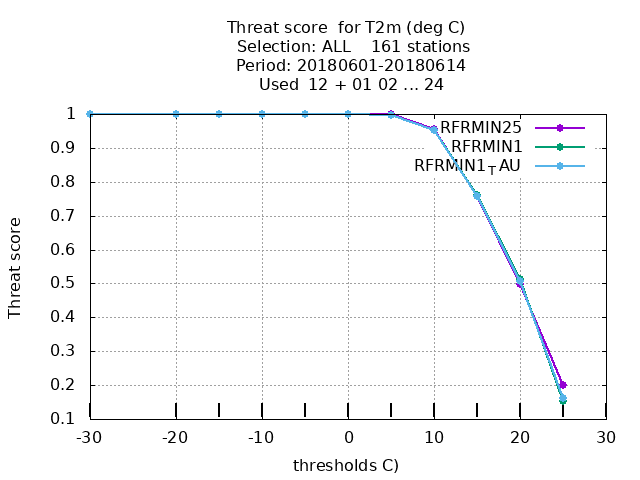 Threat score  for T2m (deg C)
Selection: ALL    161 stations
Period: 20180601-20180614
Used  12 + 01 02 ... 24
RFRMIN25
RFRMIN1
RFRMIN1TAU
1
0.9
0.8
0.7
0.6
0.5
0.4
0.3
0.2
0.1
Threat score
-30
-20
-10
0
10
20
30
thresholds C)